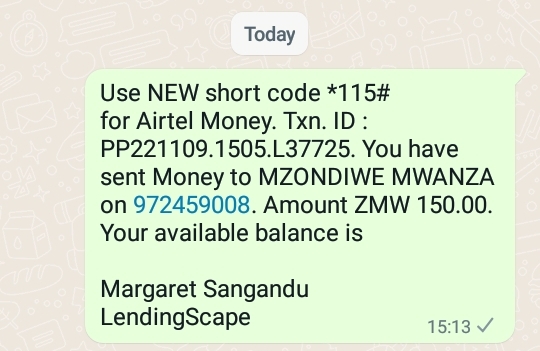 Today
Use NEW short code *115#
for Airtel Money. Txn. ID :
PP221109.1505.L37725. You have
sent Money to MZONDIWE MWANZA
on 972459008. Amount ZMW 150.00.
Your available balance is
Margaret Sangandu
LendingScape
15:13